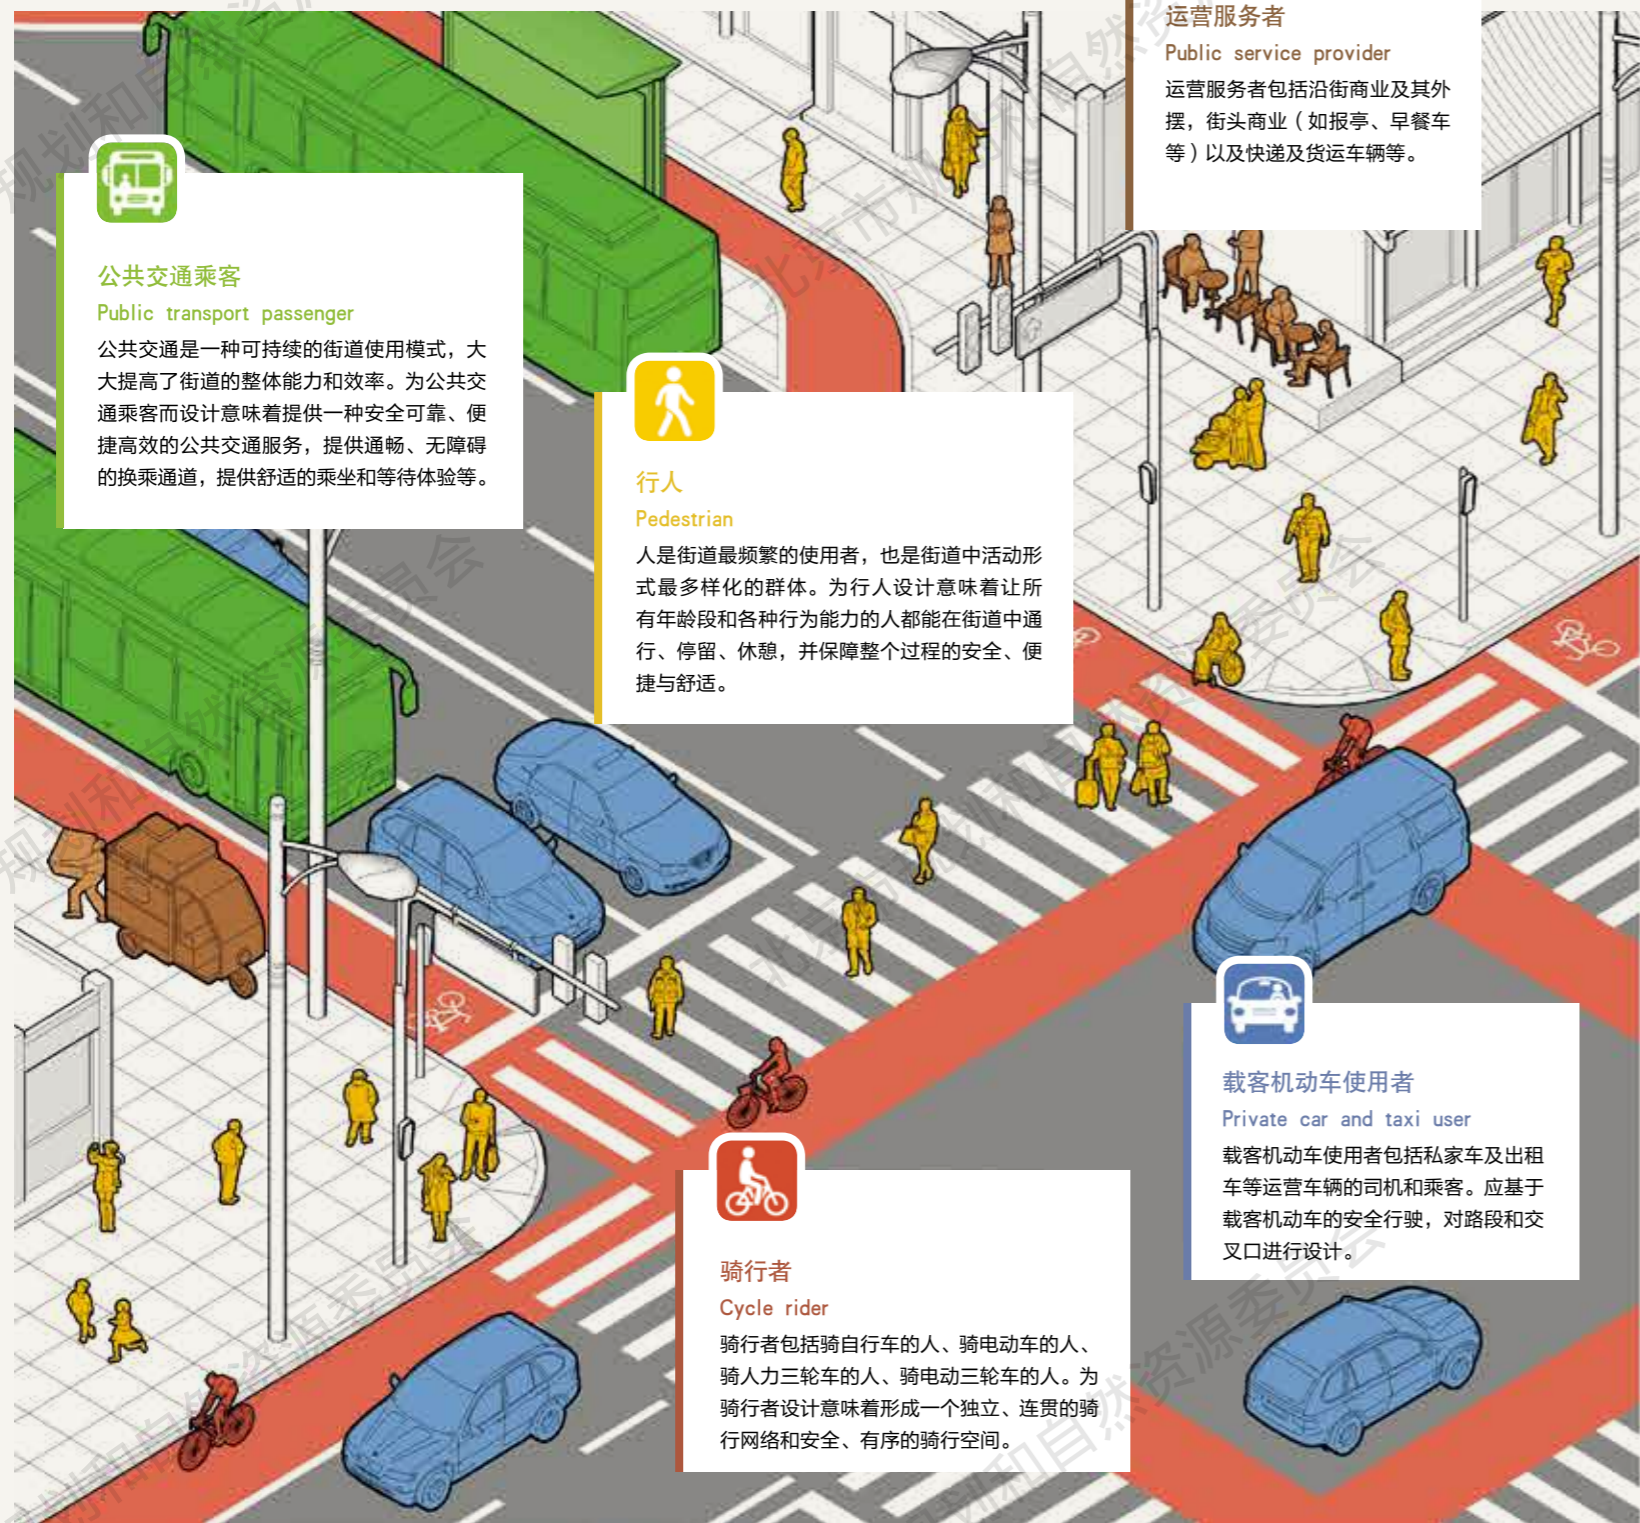 运营服务者
Public service provider
运营服务者包括沿街商业及其外
摆，街头商业（如报亭、早餐车
等）以及快递及货运车辆等。
公共交通乘客
Public transport passenger
公共交通是一种可持续的街道使用模式，大
大提高了街道的整体能力和效率。为公共交
通乘客而设计意味着提供一种安全可靠、便
捷高效的公共交通服务，提供通畅、无障碍
的换乘通道，提供舒适的乘坐和等待体验等。
行人
Pedestrian
人是街道最频繁的使用者，也是街道中活动形
式最多样化的群体。为行人设计意味着让所
有年龄段和各种行为能力的人都能在街道中通
行、停留、休憩，并保障整个过程的安全、便
捷与舒适。
载客机动车使用者
Private car and taxi user
载客机动车使用者包括私家车及出租
车等运营车辆的司机和乘客。应基于
载客机动车的安全行驶，对路段和交
叉口进行设计。
骑行者
Cycle rider
骑行者包括骑自行车的人、骑电动车的人、
骑人力三轮车的人、骑电动三轮车的人。为
骑行者设计意味着形成一个独立、连贯的骑
行网络和安全、有序的骑行空间。